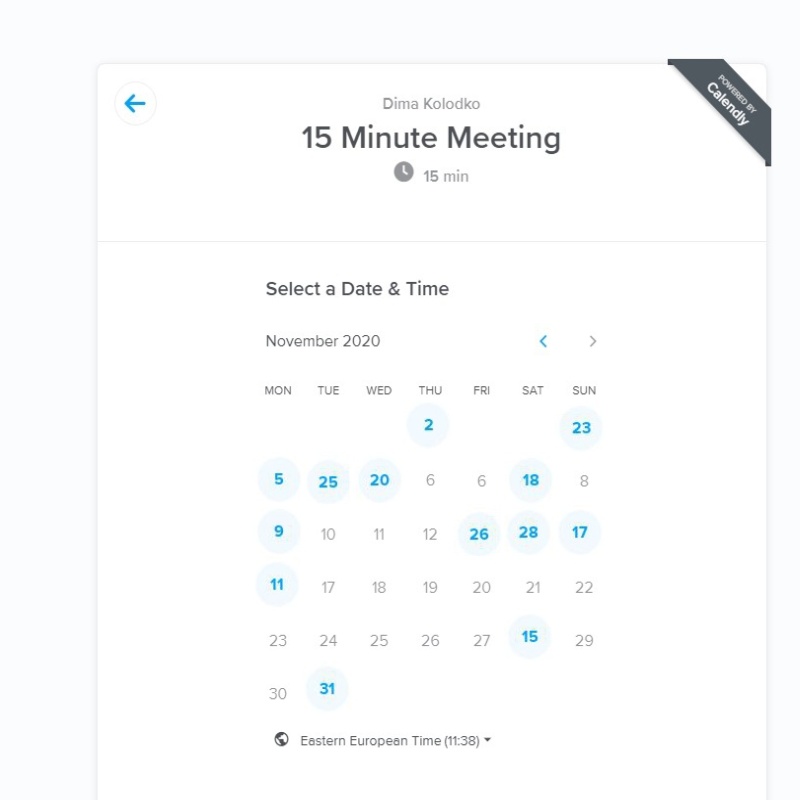 Dima Kolodko
POWERED BY
Calendly
15 Minute Meeting
15 min
Select a Date & Time
November 2020
MON TUE WED THU FRI SAT SUN
2 23
5 25 20 6 6 18 8
9 10 11 12 26 28 17
11 17 18 19 20 21 22
23 24 25 26 27 15 29
30 31
Eastern European Time (11:38)